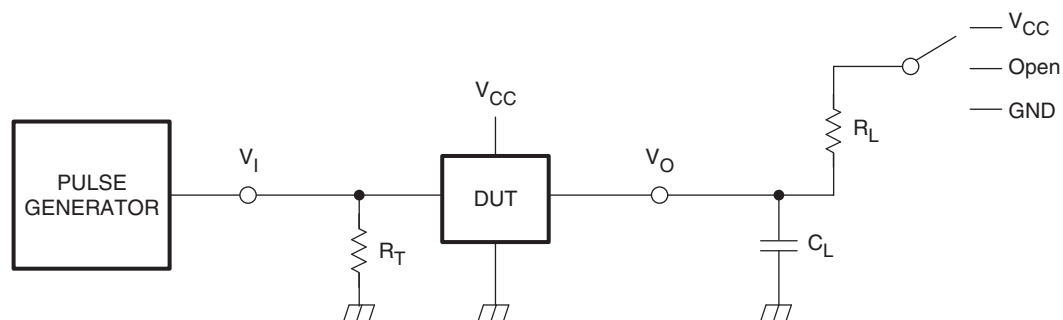 V_CC
Open
GND
R_L
V_CC
V_I
V_O
PULSE
GENERATOR
DUT
R_T
C_L